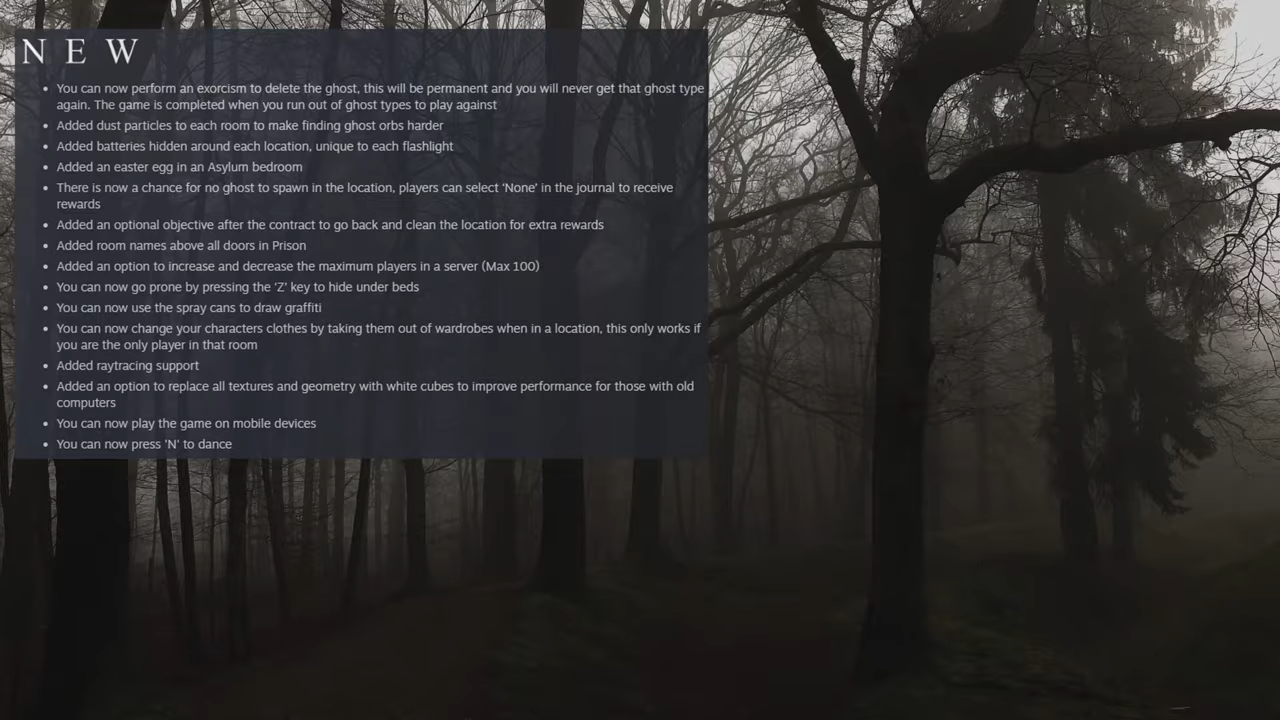 NEW
• You can now perform an exorcism to delete the ghost, this will be permanent and you will never get that ghost type
again. The game is completed when you run out of ghost types to play against
• Added dust particles to each room to make finding ghost orbs harder
• Added batteries hidden around each location, unique to each flashlight
• Added an easter egg in an Asylum bedroom
• There is now a chance for no ghost to spawn in the location, players can select ‘None’ in the journal to receive
rewards
• Added an optional objective after the contract to go back and clean the location for extra rewards
• Added room names above all doors in Prison
• Added an option to increase and decrease the maximum players in a server (Max 100)
• You can now go prone by pressing the ‘Z’ key to hide under beds
• You can now use the spray cans to draw graffiti
• You can now change your characters clothes by taking them out of wardrobes when in a location, this only works if
you are the only player in that room
• Added raytracing support
• Added an option to replace all textures and geometry with white cubes to improve performance for those with old
computers
• You can now play the game on mobile devices
• You can now press ‘N’ to dance